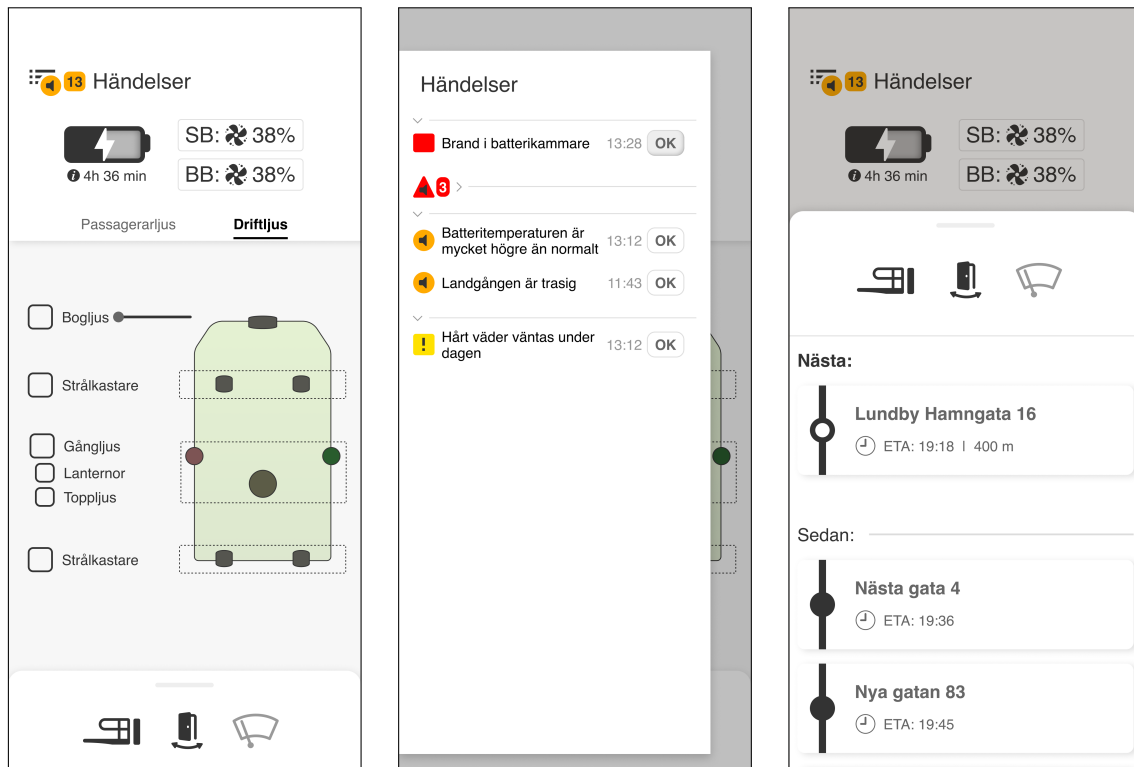 13 Händelser
SB: 38%
4h 36 min
BB: 38%
Passagerarljus Driftljus
Bogljus
Strålkastare
Gångljus
Lanternor
Toppljus
Strålkastare
Händelser
Brand i batterikammare 13:28 OK
3
Batteritemperaturen är
mycket högre än normalt 13:12 OK
Landgången är trasig 11:43 OK
! Hårt väder väntas under
dagen 13:12 OK
13 Händelser
SB: 38%
4h 36 min
BB: 38%
Nästa:
Lundby Hamngata 16
ETA: 19:18 | 400 m
Sedan:
Nästa gata 4
ETA: 19:36
Nya gatan 83
ETA: 19:45